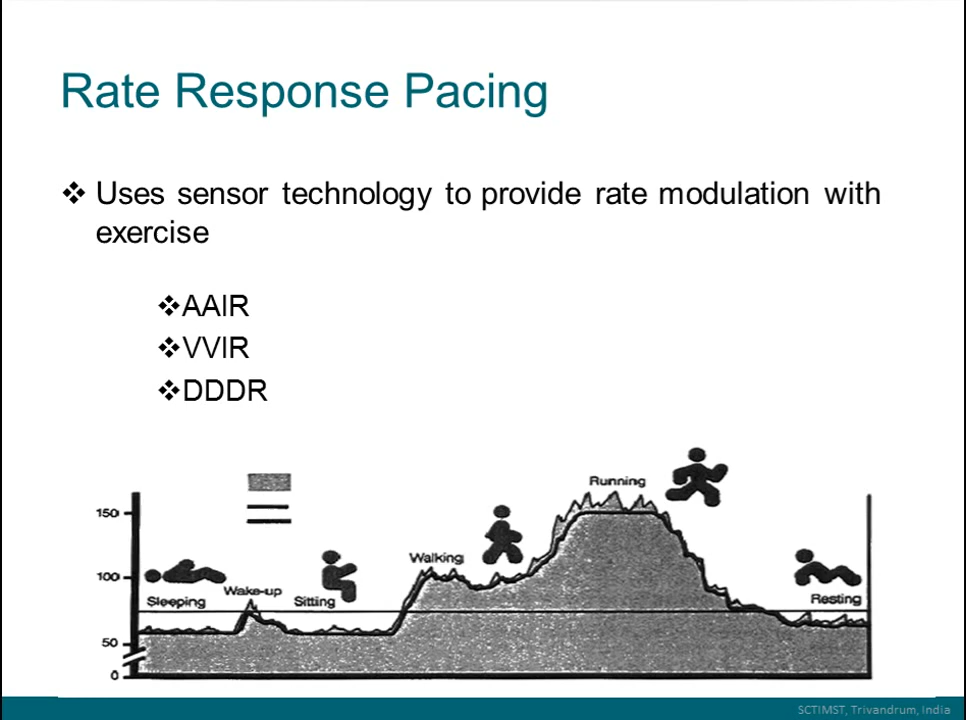 Rate Response Pacing
❖ Uses sensor technology to provide rate modulation with
exercise
❖AAIR
❖VVIR
❖DDDR
Running
150
Walking
100
Wake-up
Sleeping
Sitting
Resting
50
0
SCTIMST, Trivandrum, India